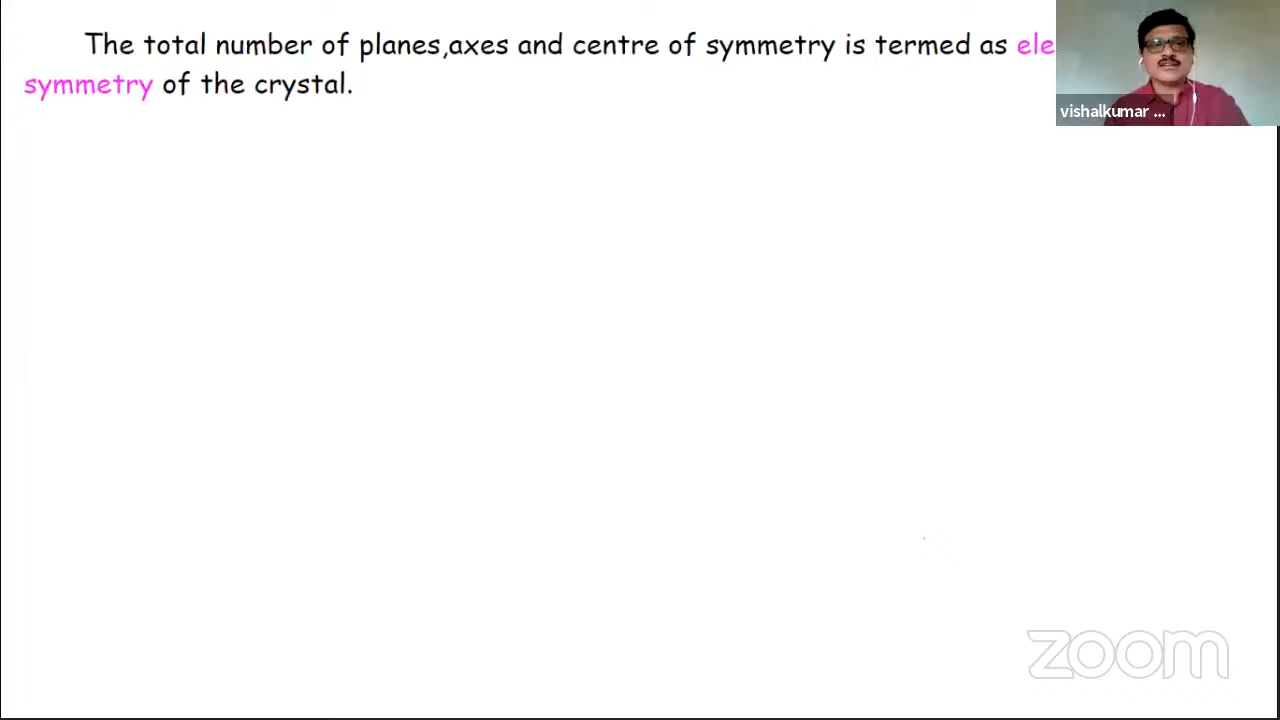 The total number of planes,axes and centre of symmetry is termed as
symmetry of the crystal.
vishalkumar ...
zoom